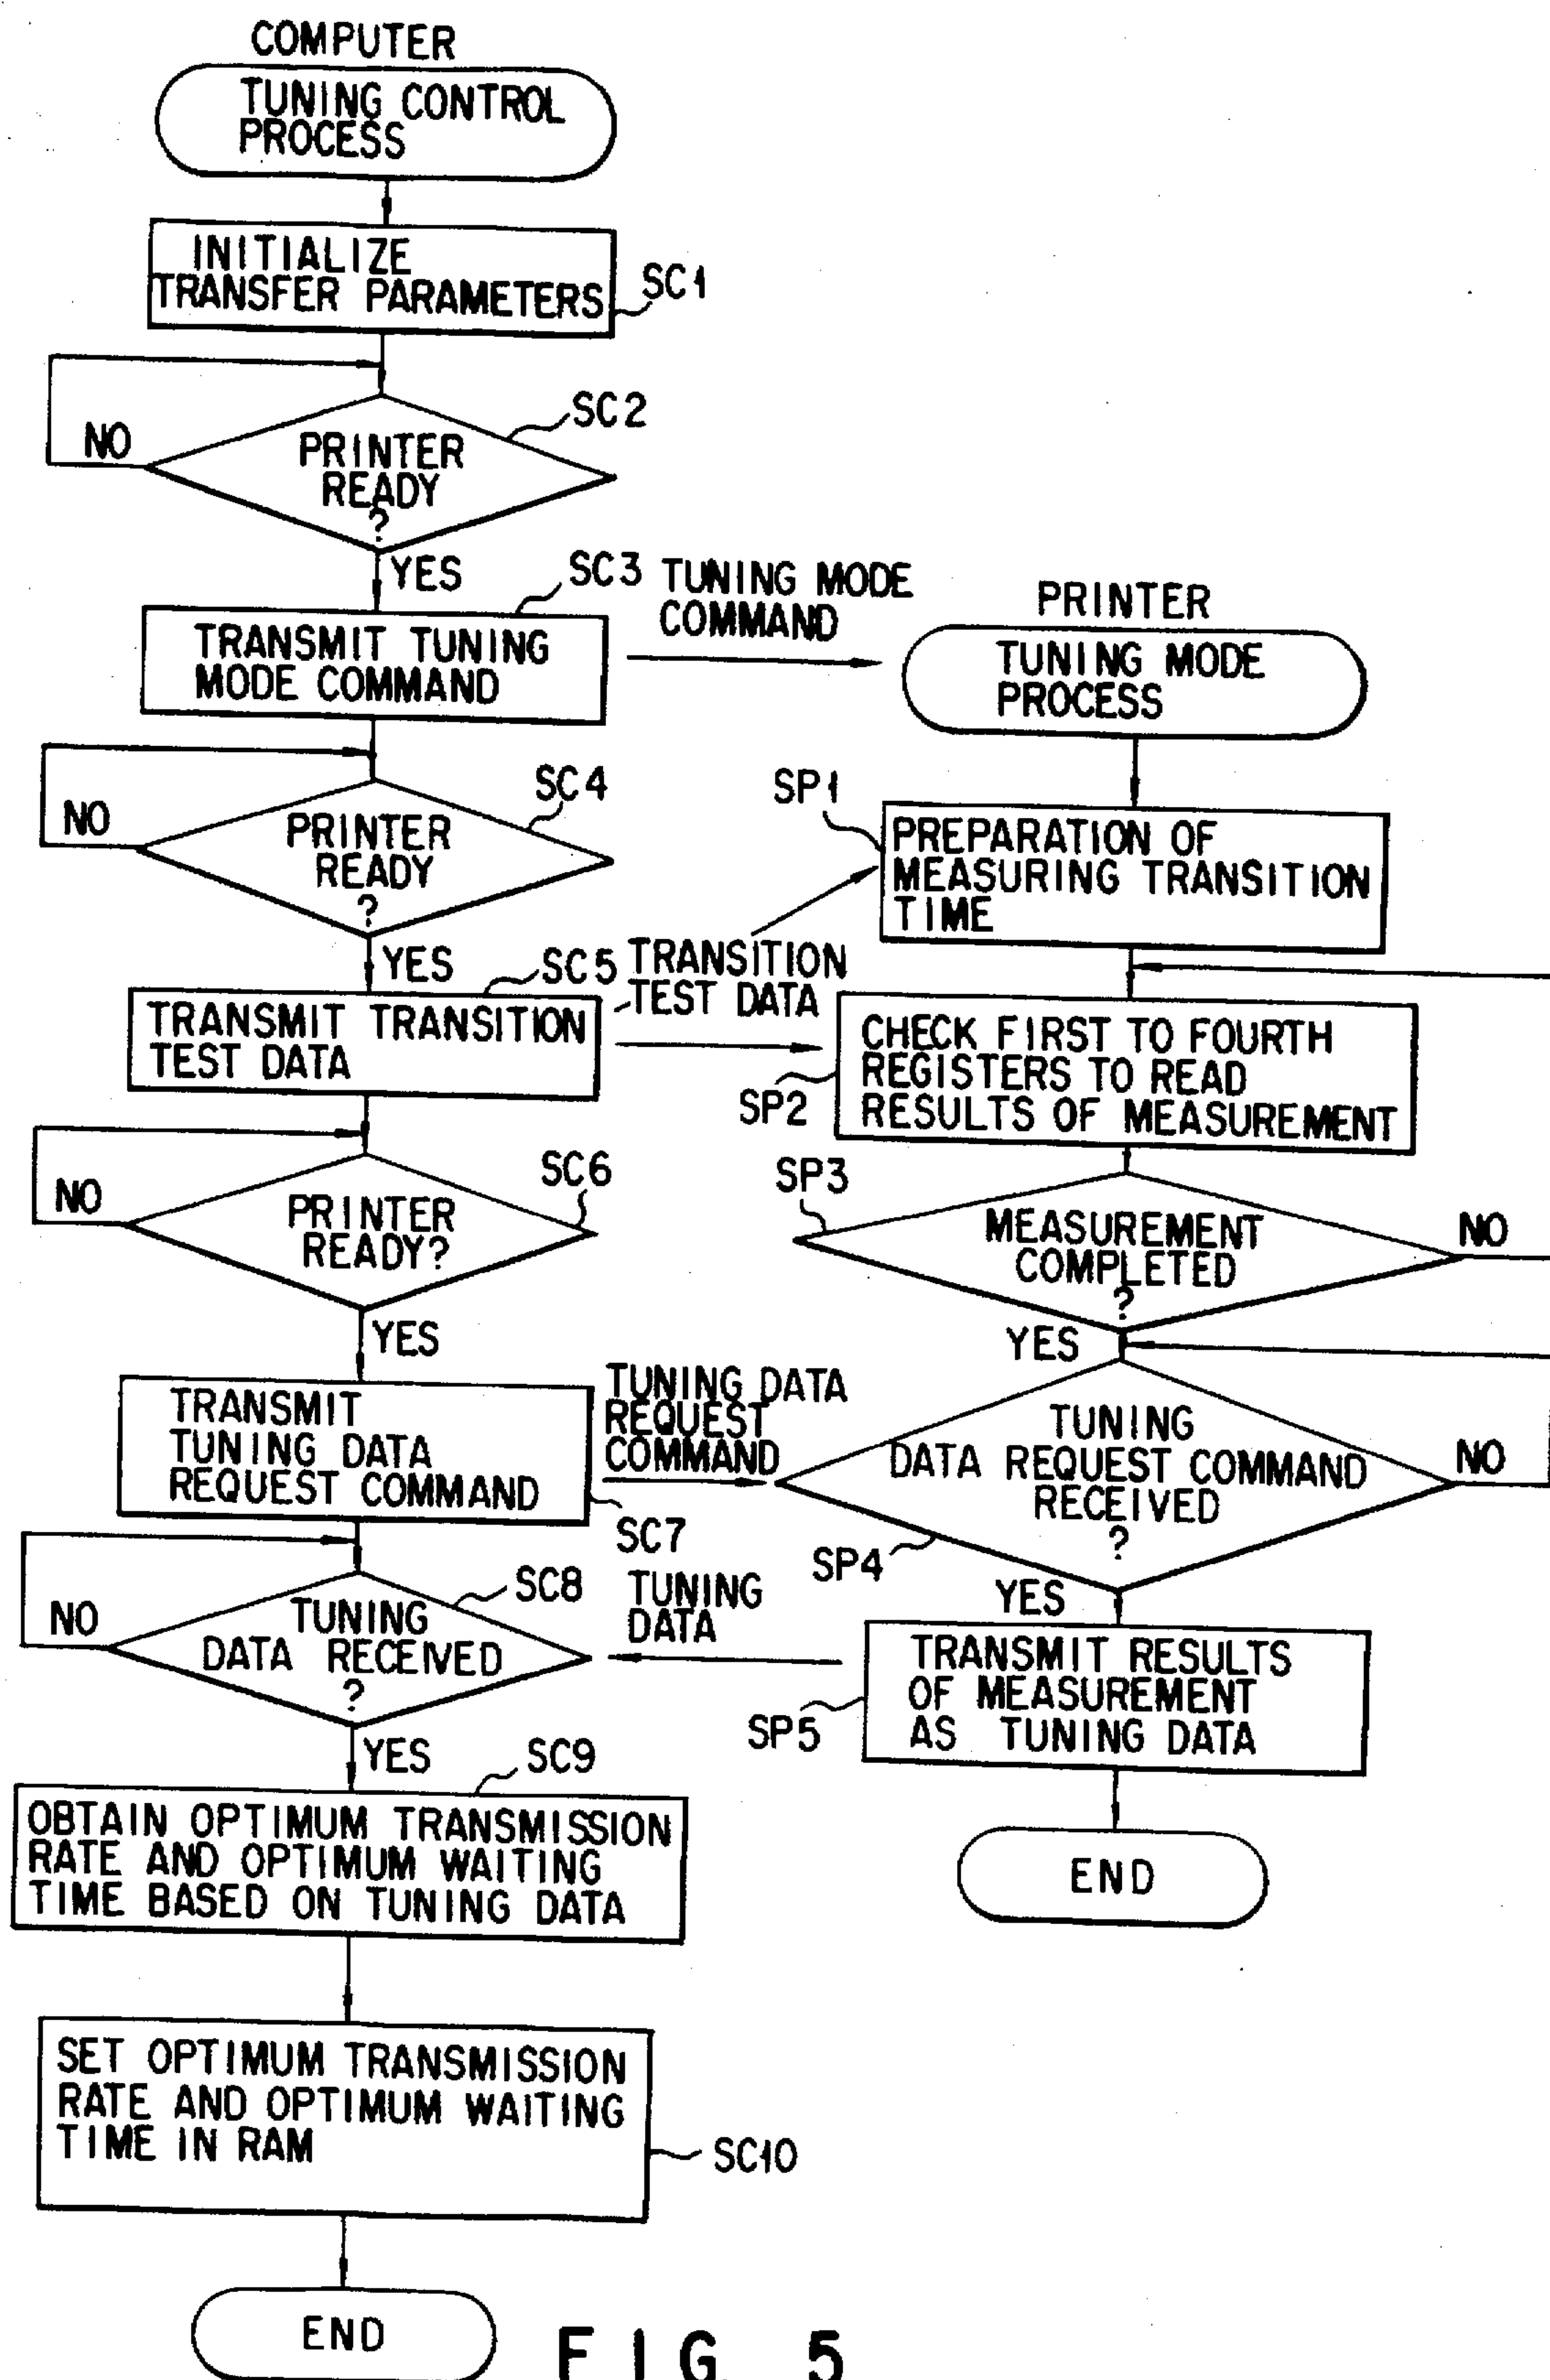 COMPUTER
TUNING CONTROL
PROCESS
INITIALIZE
TRANSFER PARAMETERS
SC1
SC2
NO
PRINTER
READY
?
YES
SC3
TUNING MODE
COMMAND
TRANSMIT TUNING
MODE COMMAND
PRINTER
TUNING MODE
PROCESS
SC4
NO
PRINTER
READY
?
YES
SP1
PREPARATION OF
MEASURING TRANSITION
TIME
SC5
TRANSITION
TEST DATA
TRANSMIT TRANSITION
TEST DATA
CHECK FIRST TO FOURTH
REGISTERS TO READ
RESULTS OF MEASUREMENT
SP2
SC6
NO
PRINTER
READY?
YES
SP3
MEASUREMENT
COMPLETED
?
NO
YES
TRANSMIT
TUNING DATA
REQUEST COMMAND
SC7
TUNING DATA
REQUEST
COMMAND
TUNING
DATA REQUEST COMMAND
RECEIVED
?
NO
SP4
YES
SC8
NO
TUNING
DATA RECEIVED
?
YES
TUNING
DATA
TRANSMIT RESULTS
OF MEASUREMENT
AS TUNING DATA
SP5
END
SC9
OBTAIN OPTIMUM TRANSMISSION
RATE AND OPTIMUM WAITING
TIME BASED ON TUNING DATA
SET OPTIMUM TRANSMISSION
RATE AND OPTIMUM WAITING
TIME IN RAM
SC10
END
FIG. 5